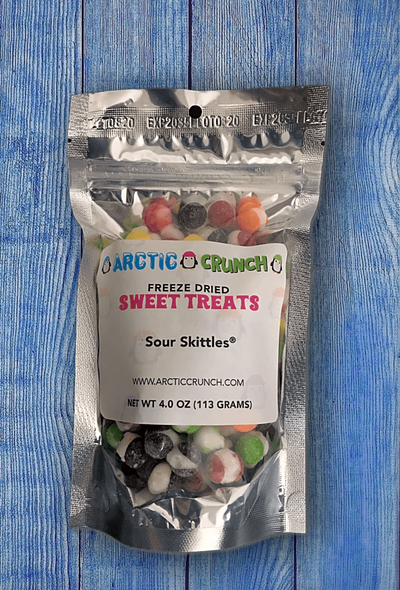 ARCTIC CRUNCH
FREEZE DRIED
SWEET TREATS
Sour Skittles®
WWW.ARCTICCRUNCH.COM
NET WT 4.0 OZ (113 GRAMS)